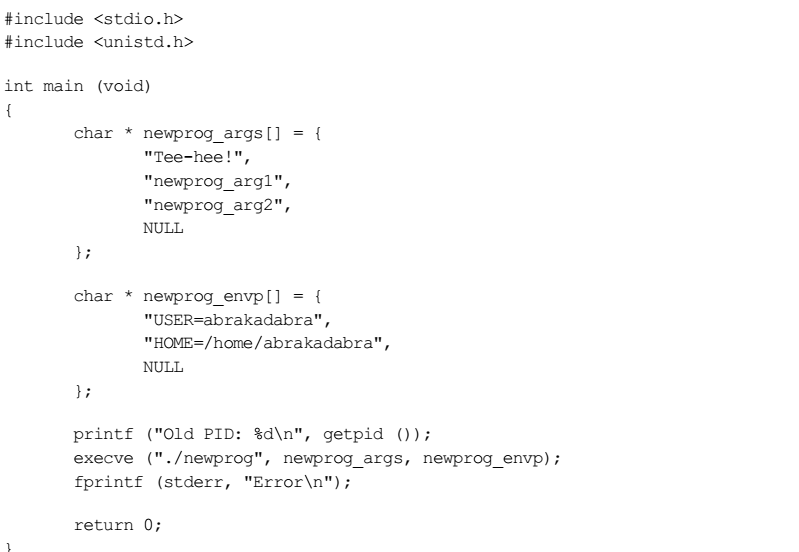 #include <stdio.h>
#include <unistd.h>

int main (void)
{
       char * newprog_args[] = {
              "Tee-hee!",
              "newprog_arg1",
              "newprog_arg2",
              NULL
       };

       char * newprog_envp[] = {
              "USER=abrakadabra",
              "HOME=/home/abrakadabra",
              NULL
       };

       printf ("Old PID: %d\n", getpid ());
       execve ("./newprog", newprog_args, newprog_envp);
       fprintf (stderr, "Error\n");

       return 0;
}